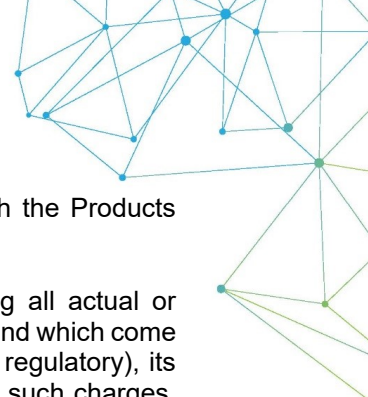 h the Products
g all actual or
nd which come
regulatory), its
such charges,